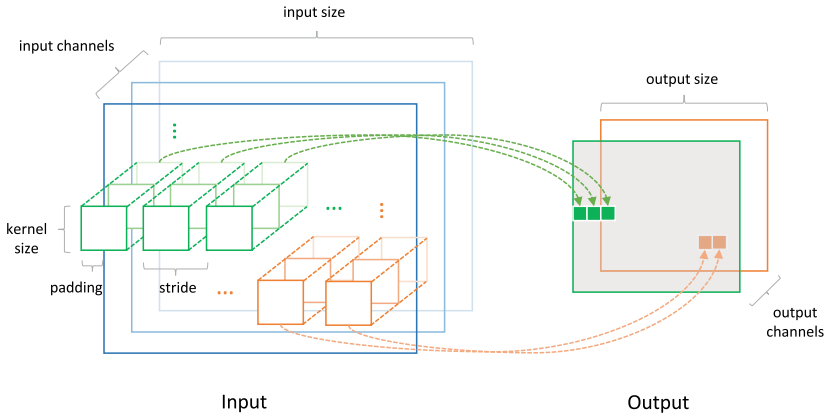 input size
input channels
output size
kernel
size
padding
stride
output
channels
Input
Output